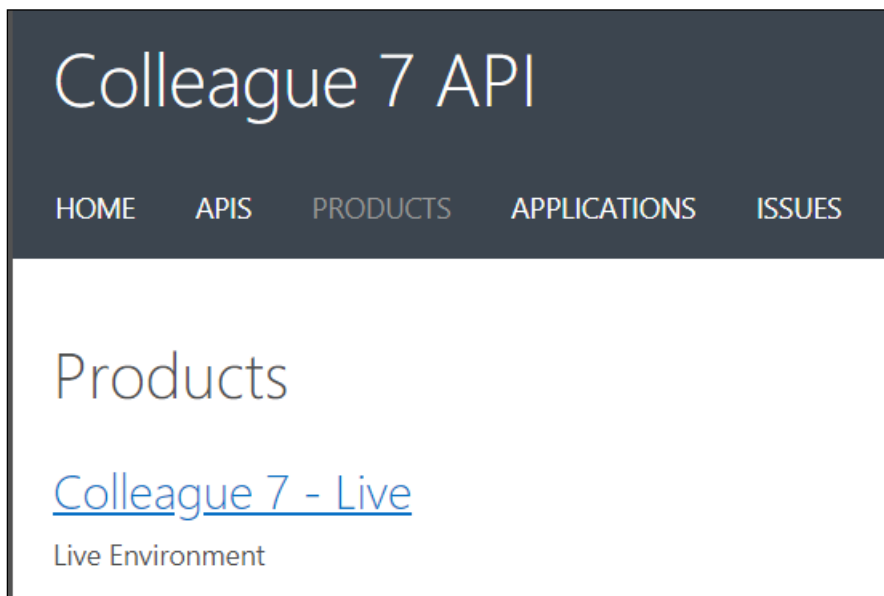 Colleague 7 API
HOME APIS PRODUCTS APPLICATIONS ISSUES
Products
Colleague 7 - Live
Live Environment